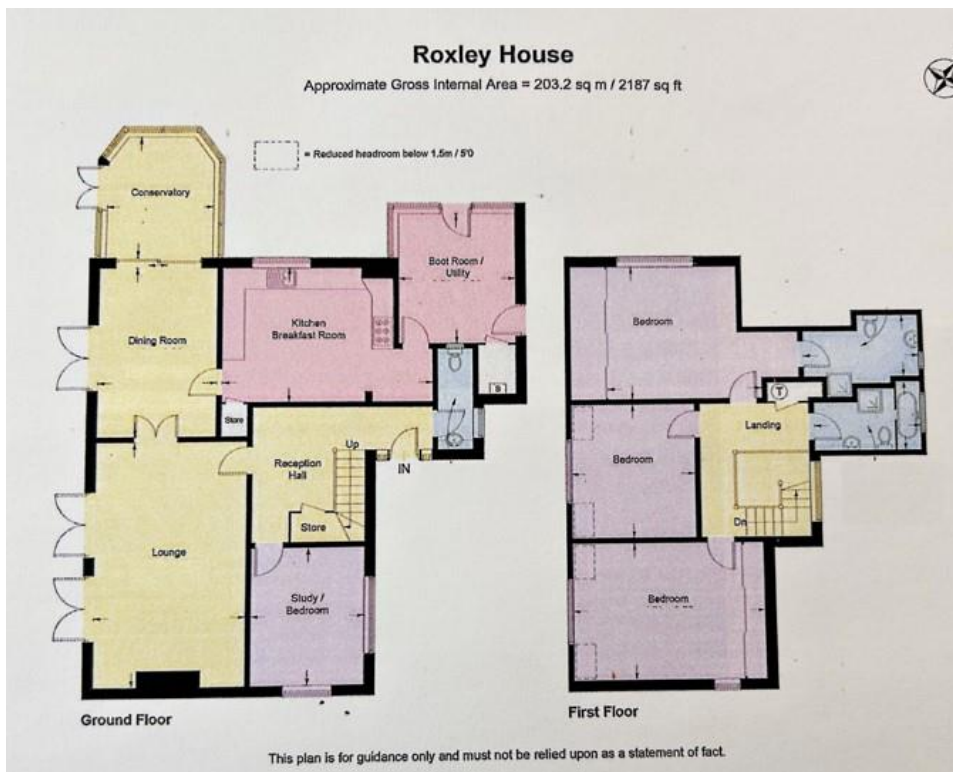 Roxley House
Approximate Gross Internal Area = 203.2 sq m / 2187 sq ft
= Reduced headroom below 1.5m / 5'0
Conservatory
Boot Room /
Utility
Kitchen
Breakfast Room
Dining Room
Store
B
Up
IN
Reception
Hall
Store
Lounge
Study /
Bedroom
Ground Floor
Bedroom
T
Landing
Bedroom
Dn
Bedroom
First Floor
This plan is for guidance only and must not be relied upon as a statement of fact.